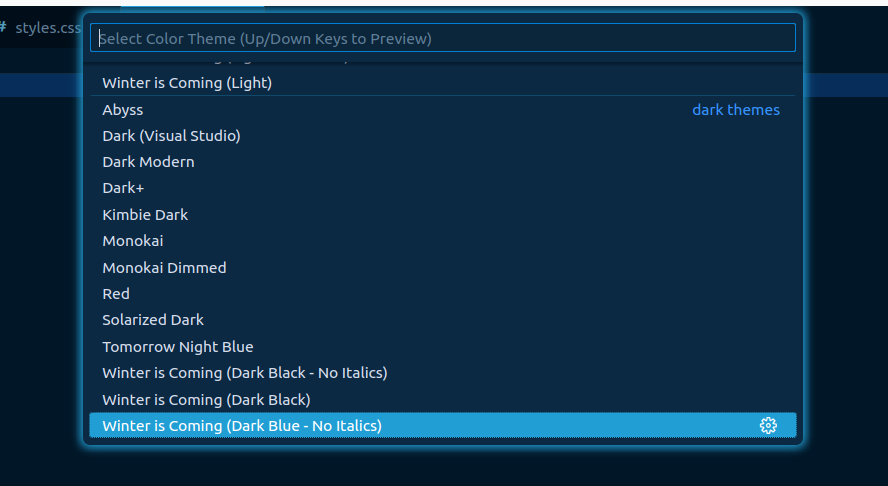 # styles.css
Select Color Theme (Up/Down Keys to Preview)
Winter is Coming (Light)
Abyss dark themes
Dark (Visual Studio)
Dark Modern
Dark+
Kimbie Dark
Monokai
Monokai Dimmed
Red
Solarized Dark
Tomorrow Night Blue
Winter is Coming (Dark Black - No Italics)
Winter is Coming (Dark Black)
Winter is Coming (Dark Blue - No Italics)